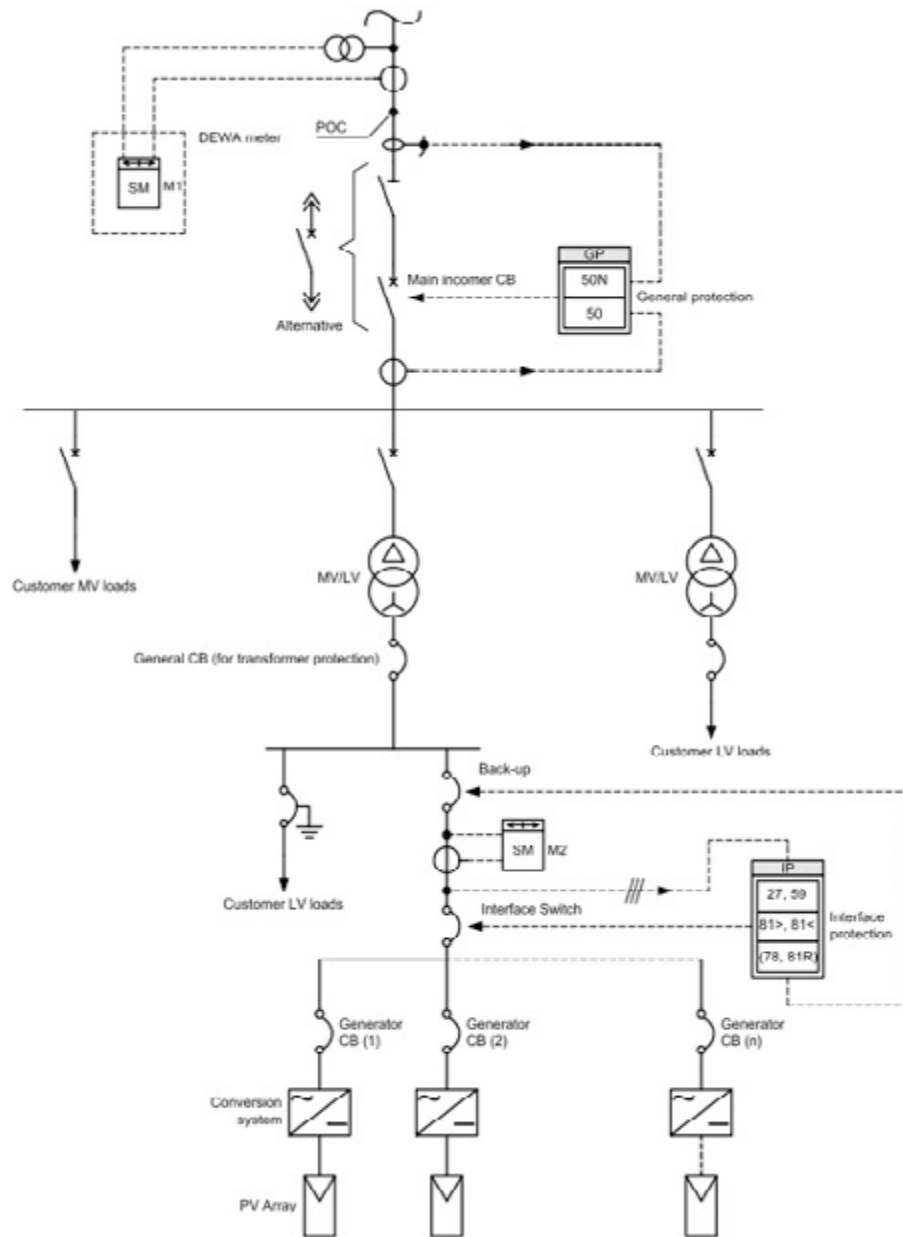 POC
DEWA meter
SM
M1
Alternative
Main incomer CB
GP
50N
50
General protection
Customer MV loads
MV/LV
MV/LV
General CB (for transformer protection)
Customer LV loads
Back-up
SM
M2
Customer LV loads
Interface Switch
IP
27, 59
81>, 81<
(78, 81R)
Interface
protection
Generator
CB (1)
Generator
CB (2)
Generator
CB (n)
Conversion
system
PV Array